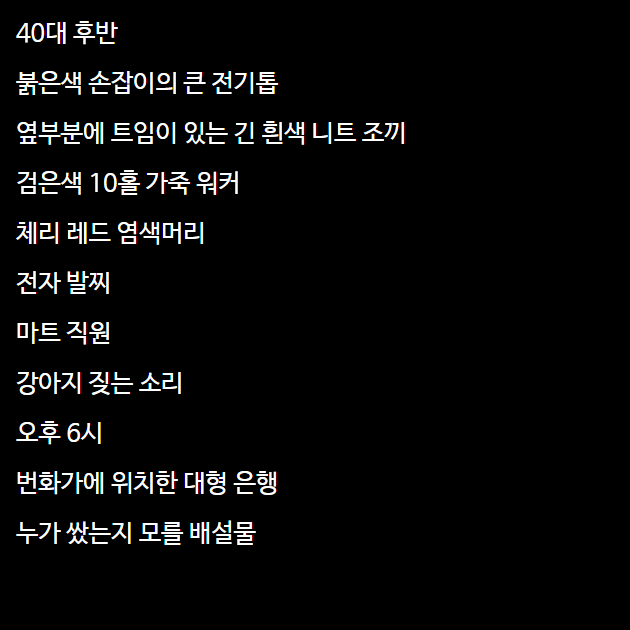 40대 후반
붉은색 손잡이의 큰 전기톱
옆부분에 트임이 있는 긴 흰색 니트 조끼
검은색 10홀 가죽 워커
체리 레드 염색머리
전자 발찌
마트 직원
강아지 짖는 소리
오후 6시
번화가에 위치한 대형 은행
누가 쌌는지 모를 배설물